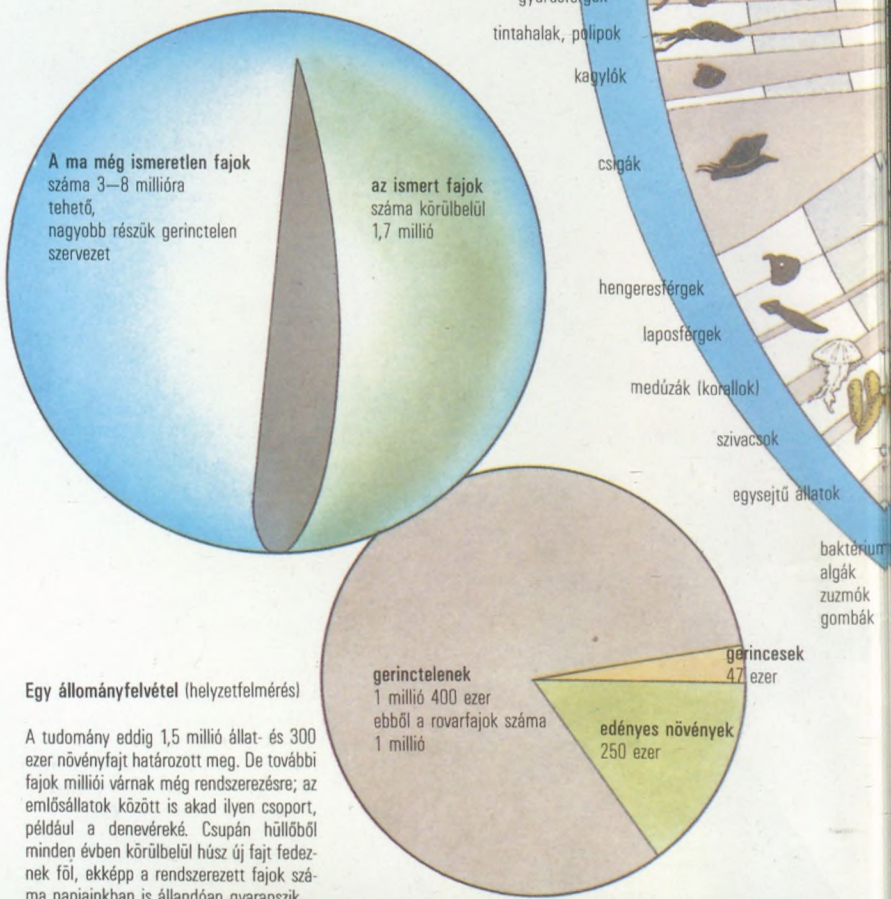 tintahalak, polipok
kagylók
csigák
hengeresférgek
laposférgek
medúzák (korallok)
szivacsok
egysejtű állatok
algák
zuzmók
gombák
A ma még ismeretlen fajok
száma 3–8 millióra
tehető,
nagyobb részük gerinctelen
szervezet
az ismert fajok
száma körülbelül
1,7 millió
gerinctelenek
1 millió 400 ezer
ebből a rovarfajok száma
1 millió
gerincesek
47 ezer
edényes növények
250 ezer
Egy állományfelvétel (helyzetfelmérés)
A tudomány eddig 1,5 millió állat- és 300
ezer növényfajt határozott meg. De további
fajok milliói várnak még rendszerezésre; az
emlősállatok között is akad ilyen csoport,
például a denevéreké. Csupán hüllőből
minden évben körülbelül húsz új fajt fedez-
nek föl, ekképp a rendszerezett fajok szá-
ma napjainkban is állandóan gyarapszik